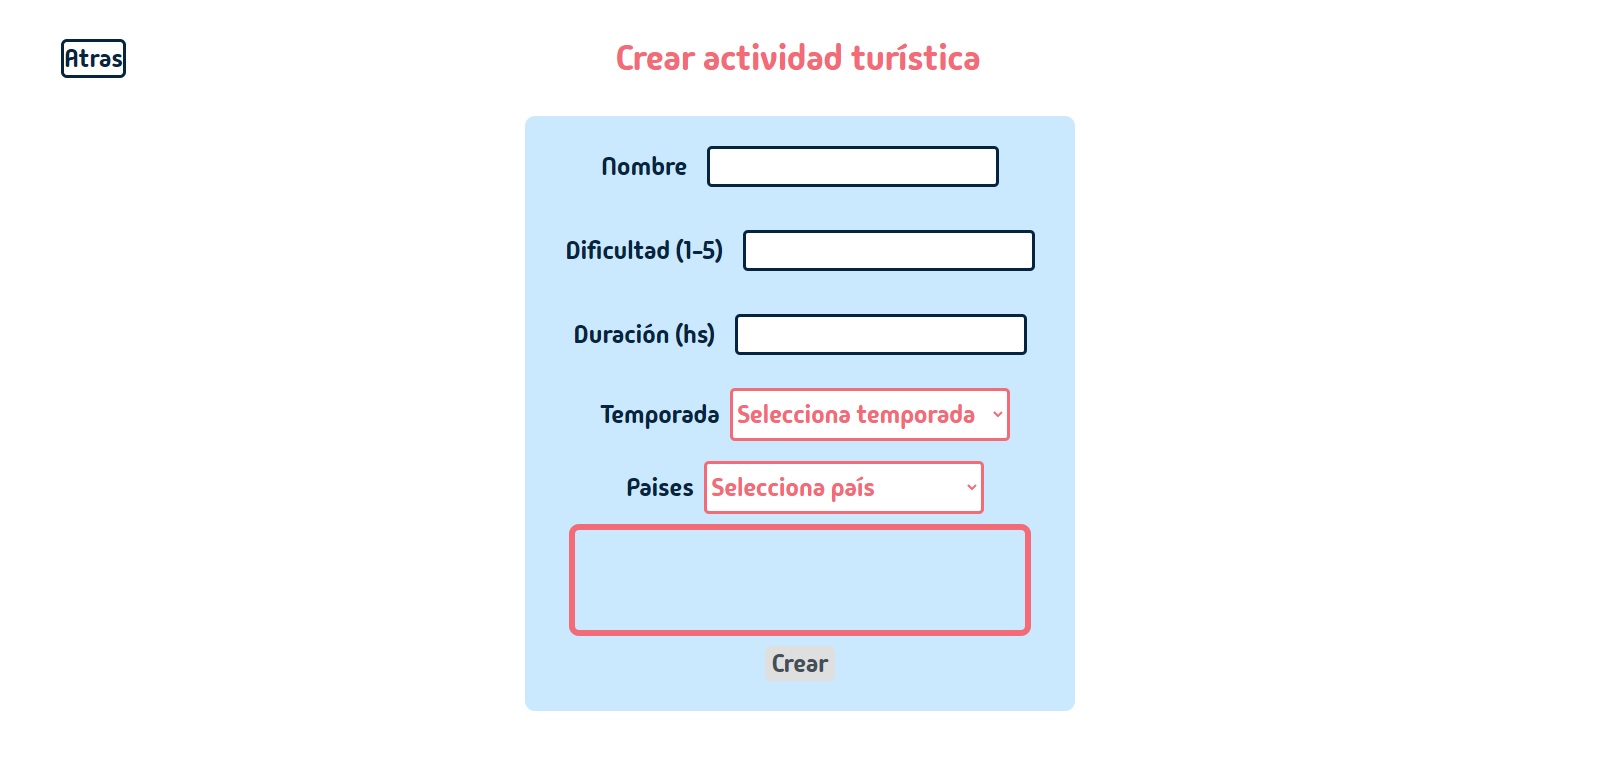 Atras
Crear actividad turística
Nombre
Dificultad (1-5)
Duración (hs)
Temporada Selecciona temporada
Paises Selecciona país
Crear